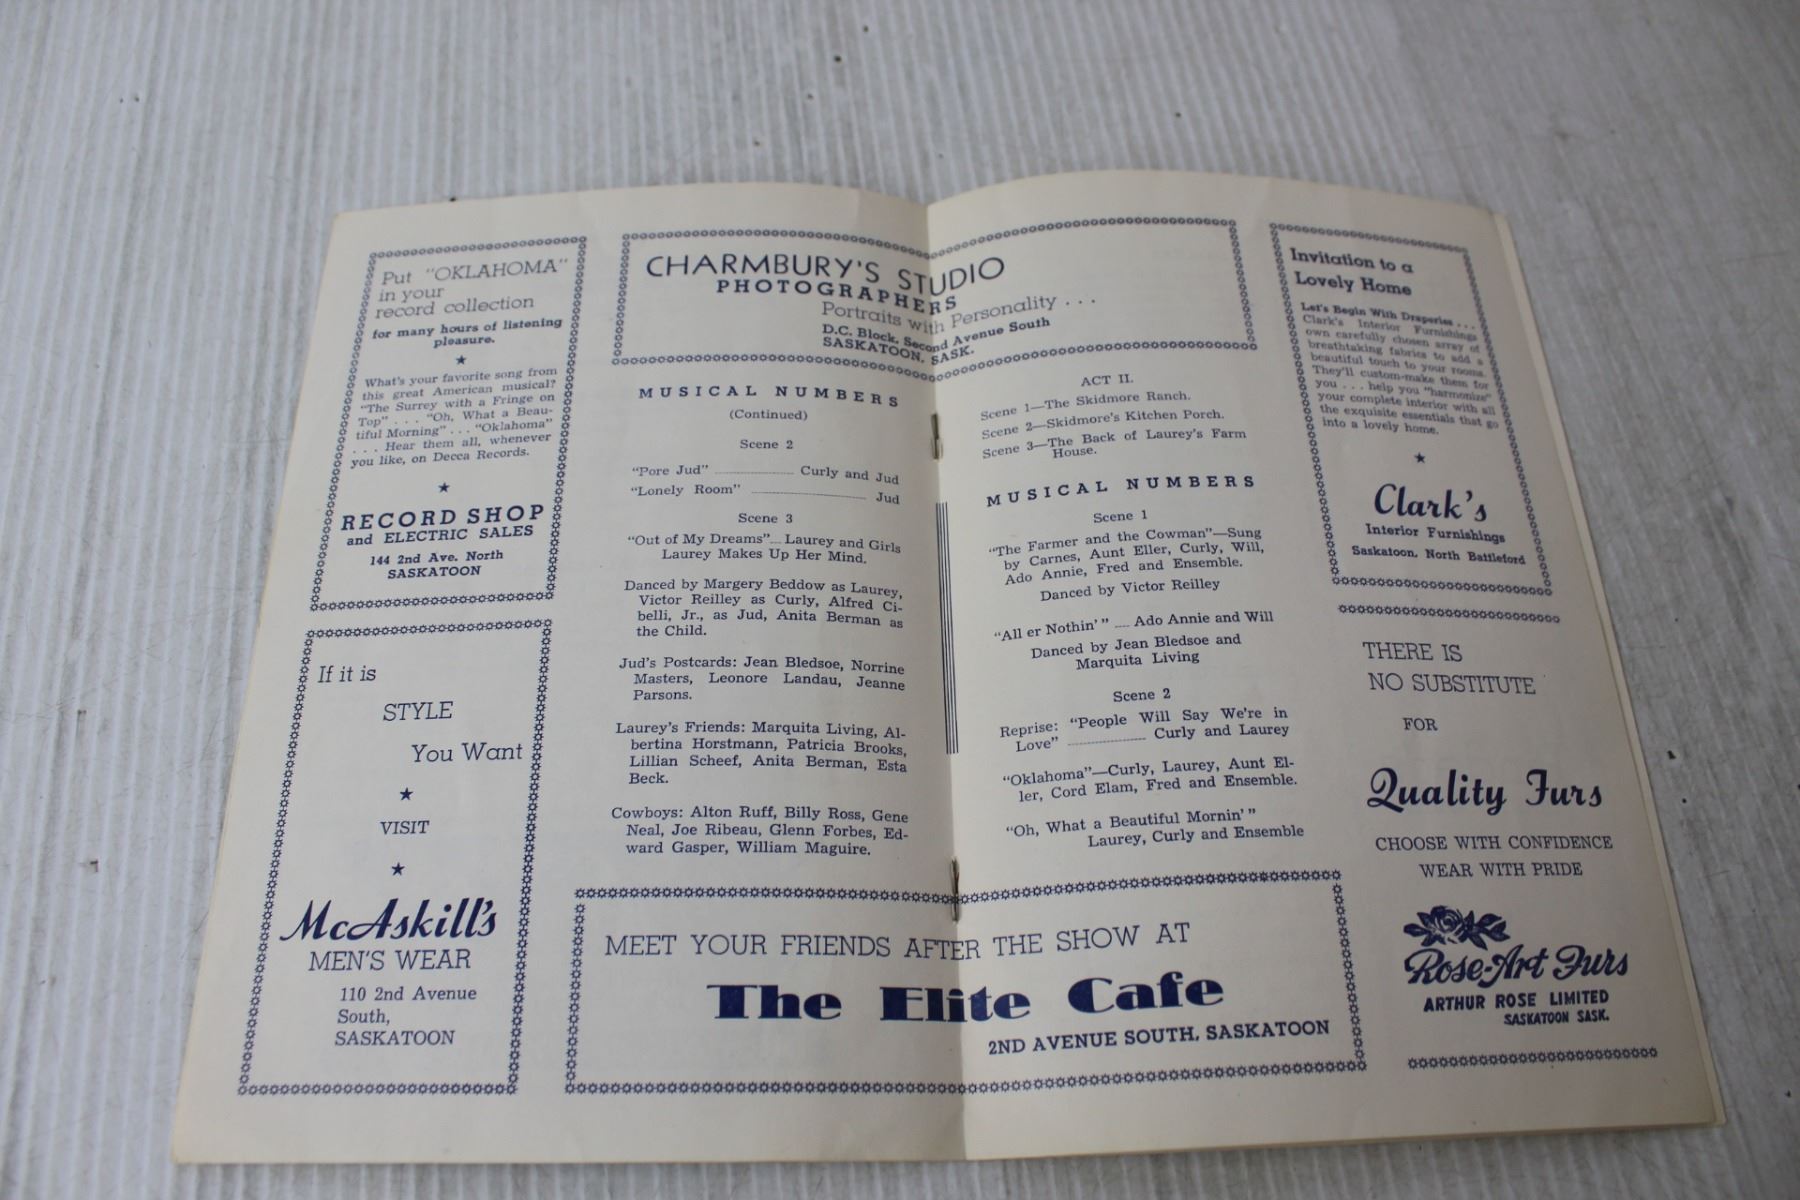 Put "OKLAHOMA"
in your
record collection
for many hours of listening
pleasure.
★
What's your favorite song from
this great American musical?
"The Surrey with a Fringe on
Top" . . . "Oh, What a Beau-
tiful Morning" . . . "Oklahoma"
. . . Hear them all, whenever
you like, on Decca Records.
★
RECORD SHOP
and ELECTRIC SALES
144 2nd Ave. North
SASKATOON
If it is
STYLE
You Want
★
VISIT
★
McAskill's
MEN'S WEAR
110 2nd Avenue
South,
SASKATOON
CHARMBURY'S STUDIO
PHOTOGRAPHERS
Portraits with Personality . . .
D.C. Block, Second Avenue South
SASKATOON, SASK.
MUSICAL NUMBERS
(Continued)
Scene 2
"Pore Jud" ........ Curly and Jud
"Lonely Room" ........ Jud
Scene 3
"Out of My Dreams"... Laurey and Girls
Laurey Makes Up Her Mind.
Danced by Margery Beddow as Laurey,
Victor Reilley as Curly, Alfred Ci-
belli, Jr., as Jud, Anita Berman as
the Child.
Jud's Postcards: Jean Bledsoe, Norrine
Masters, Leonore Landau, Jeanne
Parsons.
Laurey's Friends: Marquita Living, Al-
bertina Horstmann, Patricia Brooks,
Lillian Scheef, Anita Berman, Esta
Beck.
Cowboys: Alton Ruff, Billy Ross, Gene
Neal, Joe Ribeau, Glenn Forbes, Ed-
ward Gasper, William Maguire.
ACT II.
Scene 1—The Skidmore Ranch.
Scene 2—Skidmore's Kitchen Porch.
Scene 3—The Back of Laurey's Farm
House.
MUSICAL NUMBERS
Scene 1
"The Farmer and the Cowman"—Sung
by Carnes, Aunt Eller, Curly, Will,
Ado Annie, Fred and Ensemble.
Danced by Victor Reilley
"All er Nothin' " .... Ado Annie and Will
Danced by Jean Bledsoe and
Marquita Living
Scene 2
Reprise: "People Will Say We're in
Love" ........ Curly and Laurey
"Oklahoma"—Curly, Laurey, Aunt El-
ler, Cord Elam, Fred and Ensemble.
"Oh, What a Beautiful Mornin' "
Laurey, Curly and Ensemble
MEET YOUR FRIENDS AFTER THE SHOW AT
The Elite Cafe
2ND AVENUE SOUTH, SASKATOON
Invitation to a
Lovely Home
Let's Begin With Draperies . . .
Clark's Interior Furnishings
own carefully chosen array of
breathtaking fabrics to add a
beautiful touch to your rooms.
They'll custom-make them for
you . . . help you "harmonize"
your complete interior with all
the exquisite essentials that go
into a lovely home.
★
Clark's
Interior Furnishings
Saskatoon, North Battleford
THERE IS
NO SUBSTITUTE
FOR
Quality Furs
CHOOSE WITH CONFIDENCE
WEAR WITH PRIDE
Rose-Art Furs
ARTHUR ROSE LIMITED
SASKATOON SASK.